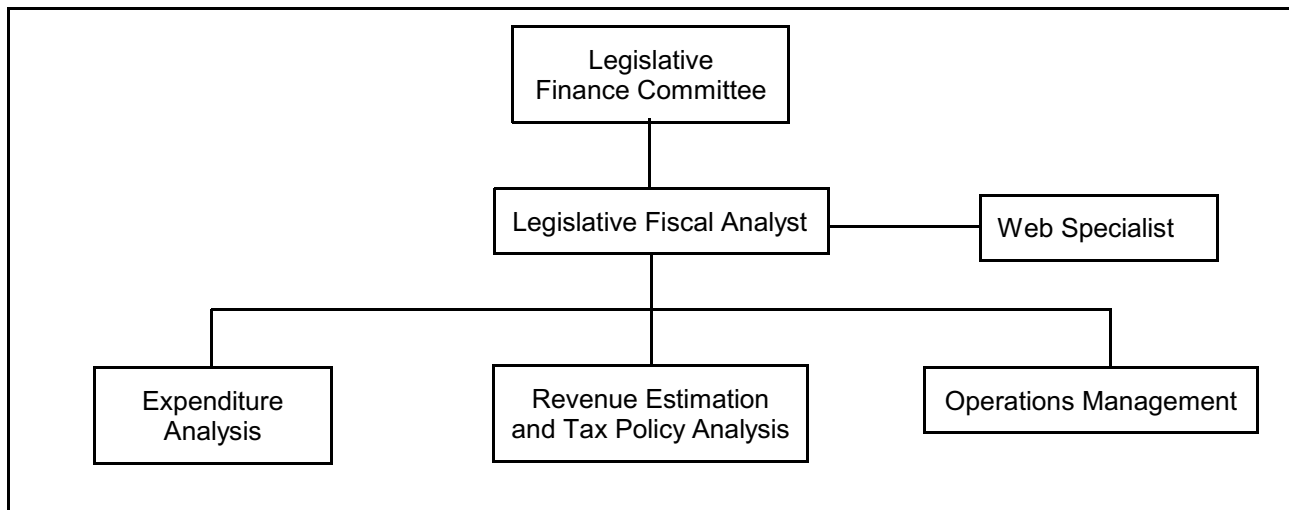 Legislative
Finance Committee
Legislative Fiscal Analyst
Web Specialist
Expenditure
Analysis
Revenue Estimation
and Tax Policy Analysis
Operations Management